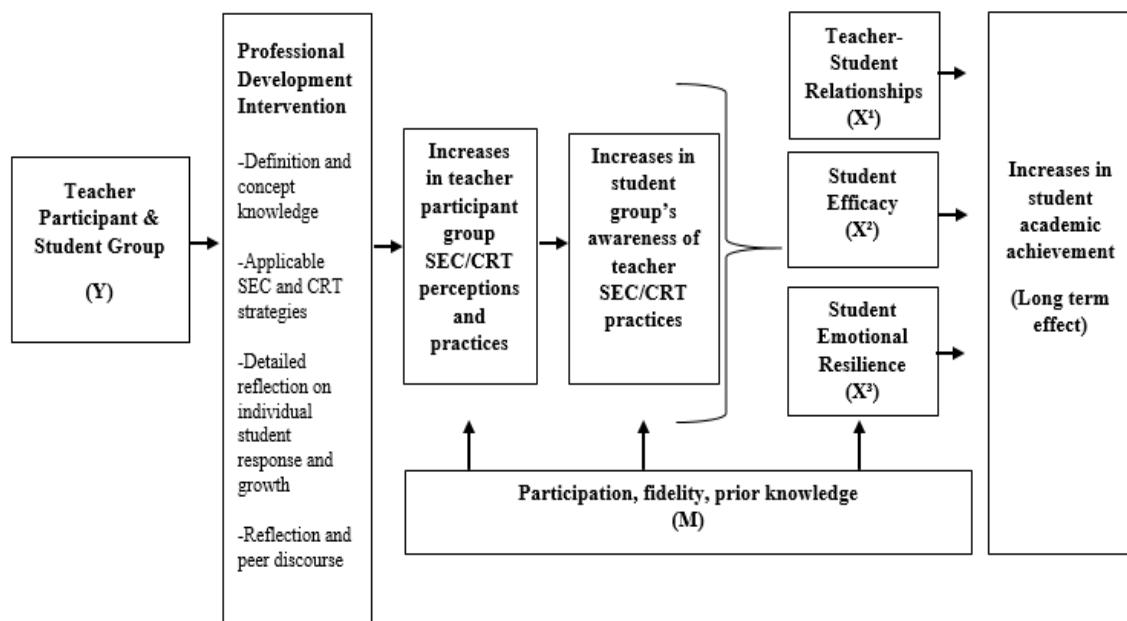 Teacher
Participant &
Student Group
(Y)
Professional
Development
Intervention
-Definition and
concept
knowledge
-Applicable
SEC and CRT
strategies
-Detailed
reflection on
individual
student
response and
growth
-Reflection and
peer discourse
Increases
in teacher
participant
group
SEC/CRT
perceptions
and
practices
Increases in
student
group’s
awareness of
teacher
SEC/CRT
practices
Teacher-
Student
Relationships
(X¹)
Student
Efficacy
(X²)
Student
Emotional
Resilience
(X³)
Increases in
student
academic
achievement
(Long term
effect)
Participation, fidelity, prior knowledge
(M)